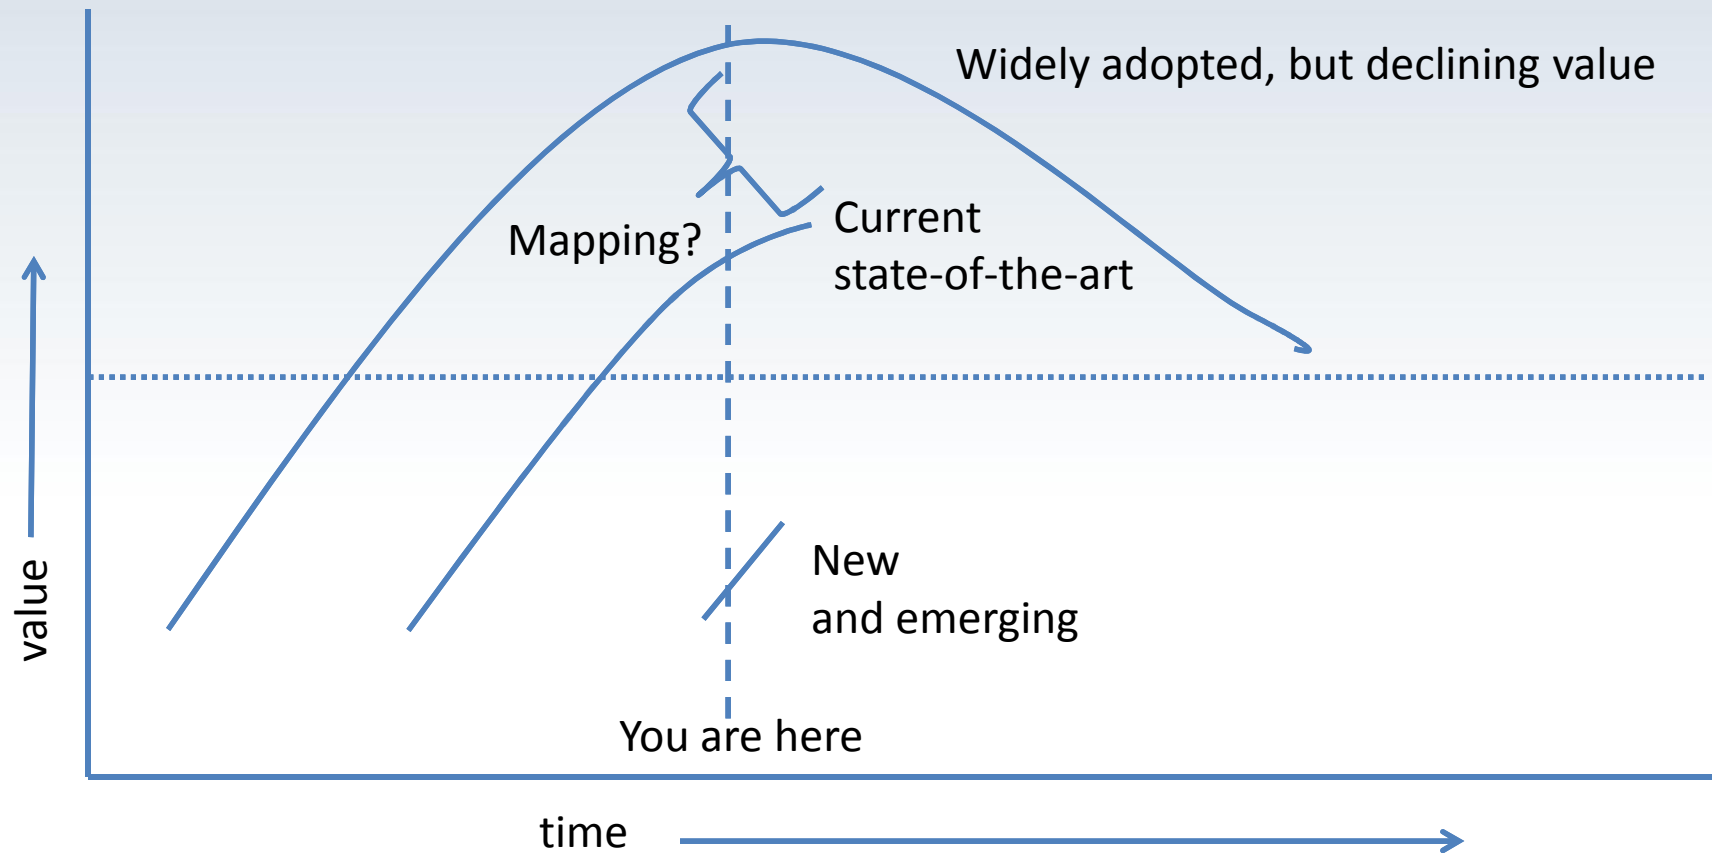 Widely adopted, but declining value
Mapping?
Current
state-of-the-art
New
and emerging
You are here
value
time